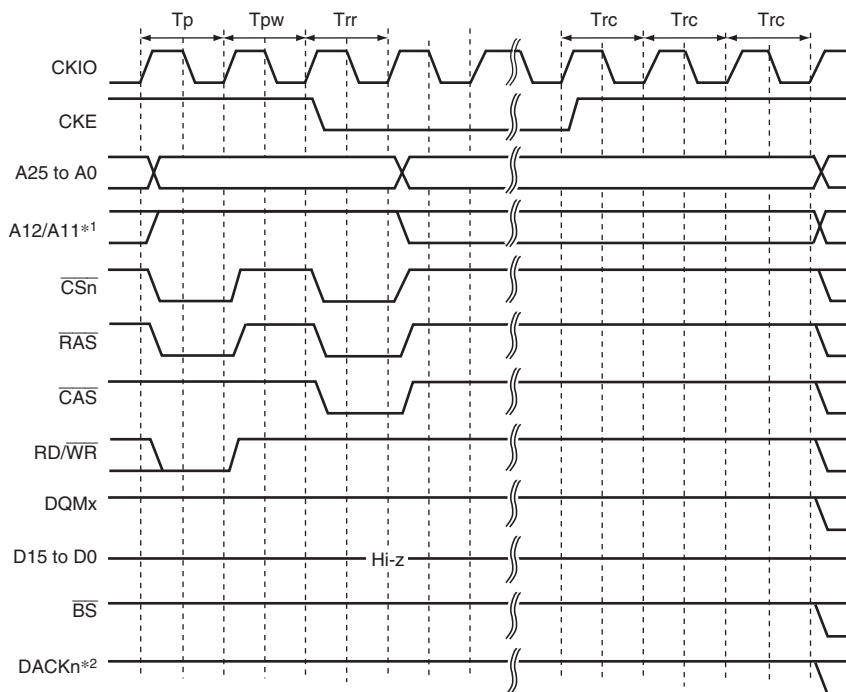 Tp Tpw Trr Trc Trc Trc
CKIO
CKE
A25 to A0
A12/A11*1
CSn
RAS
CAS
RD/WR
DQMx
D15 to D0 Hi-z
BS
DACKn*2